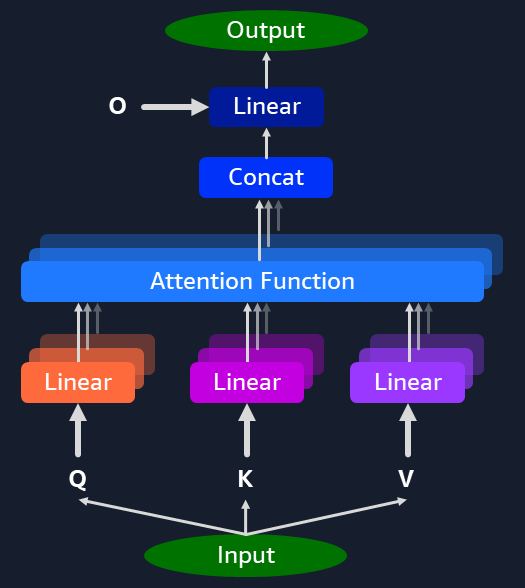 Output
O
Linear
Concat
Attention Function
Linear
Linear
Linear
Q
K
V
Input